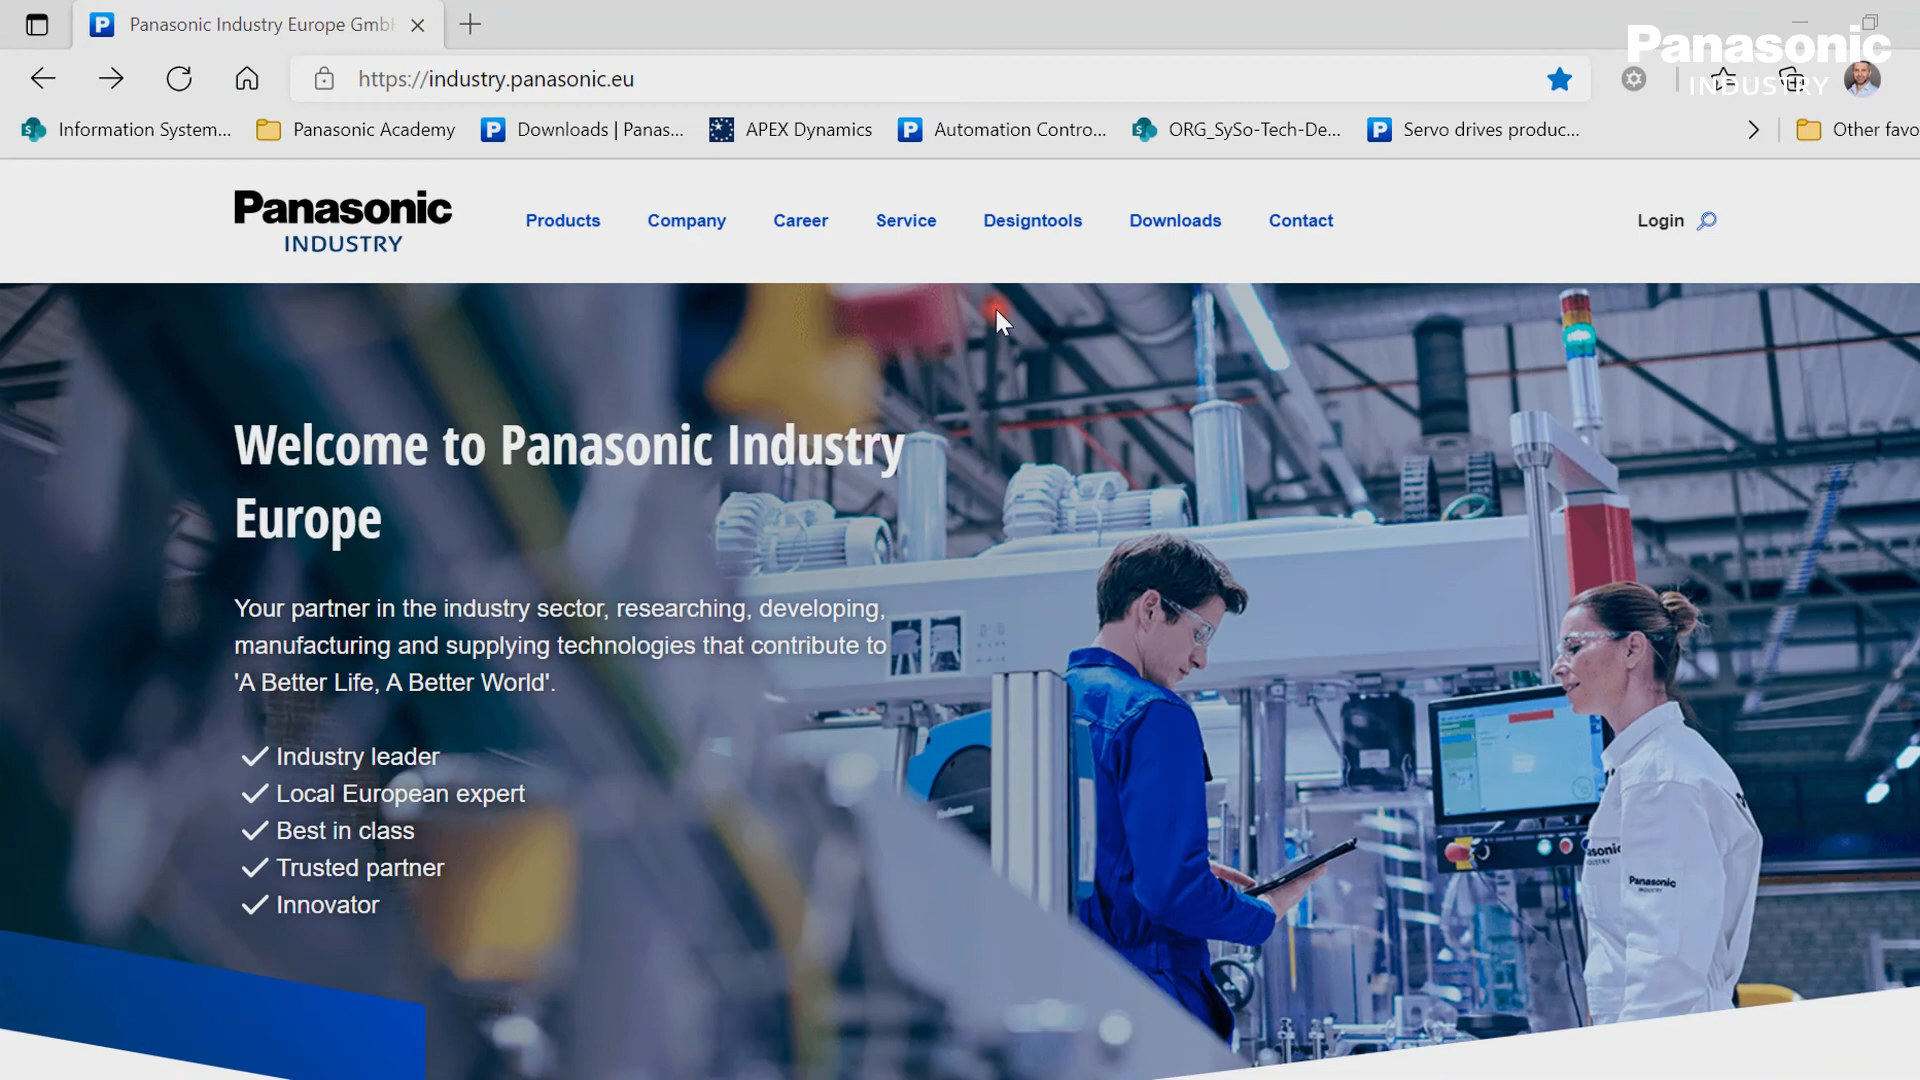 Panasonic Industry Europe Gmb
https://industry.panasonic.eu
Panasonic
INDUSTRY
Information System...
Panasonic Academy
Downloads | Panas...
APEX Dynamics
Automation Contro...
ORG_SySo-Tech-De...
Servo drives produc...
Other favo
Panasonic
INDUSTRY
Products
Company
Career
Service
Designtools
Downloads
Contact
Login
Welcome to Panasonic Industry
Europe
Your partner in the industry sector, researching, developing,
manufacturing and supplying technologies that contribute to
'A Better Life, A Better World'.
Industry leader
Local European expert
Best in class
Trusted partner
Innovator
Panasonic
INDUSTRY